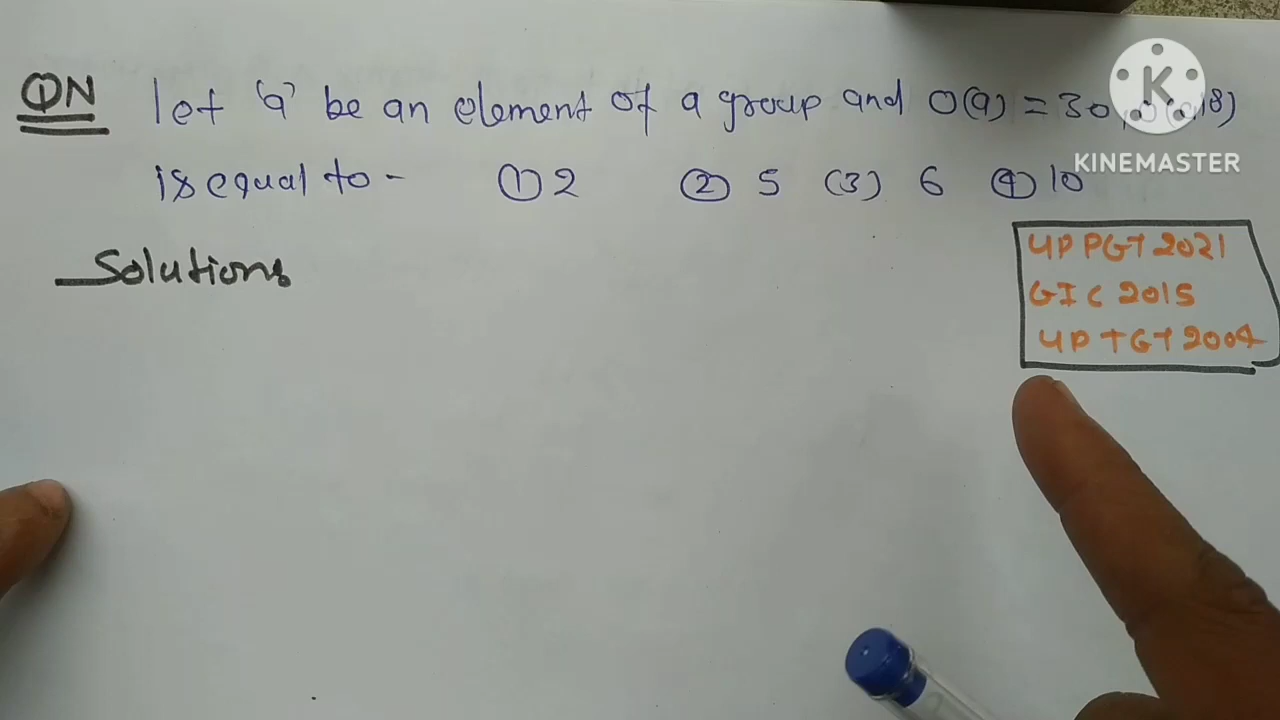 QN let 'a' be an element of a group and O(a) = 30, 18)
is equal to - ① 2 ② 5 (3) 6 ④ 10
Solutions
UP PGT 2021
GIC 2015
UP TGT 2004
K
KINEMASTER